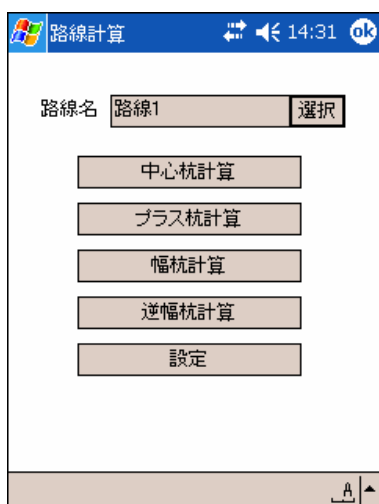 路線計算 14:31 ok
路線名 路線1 選択
中心杭計算
プラス杭計算
幅杭計算
逆幅杭計算
設定
A